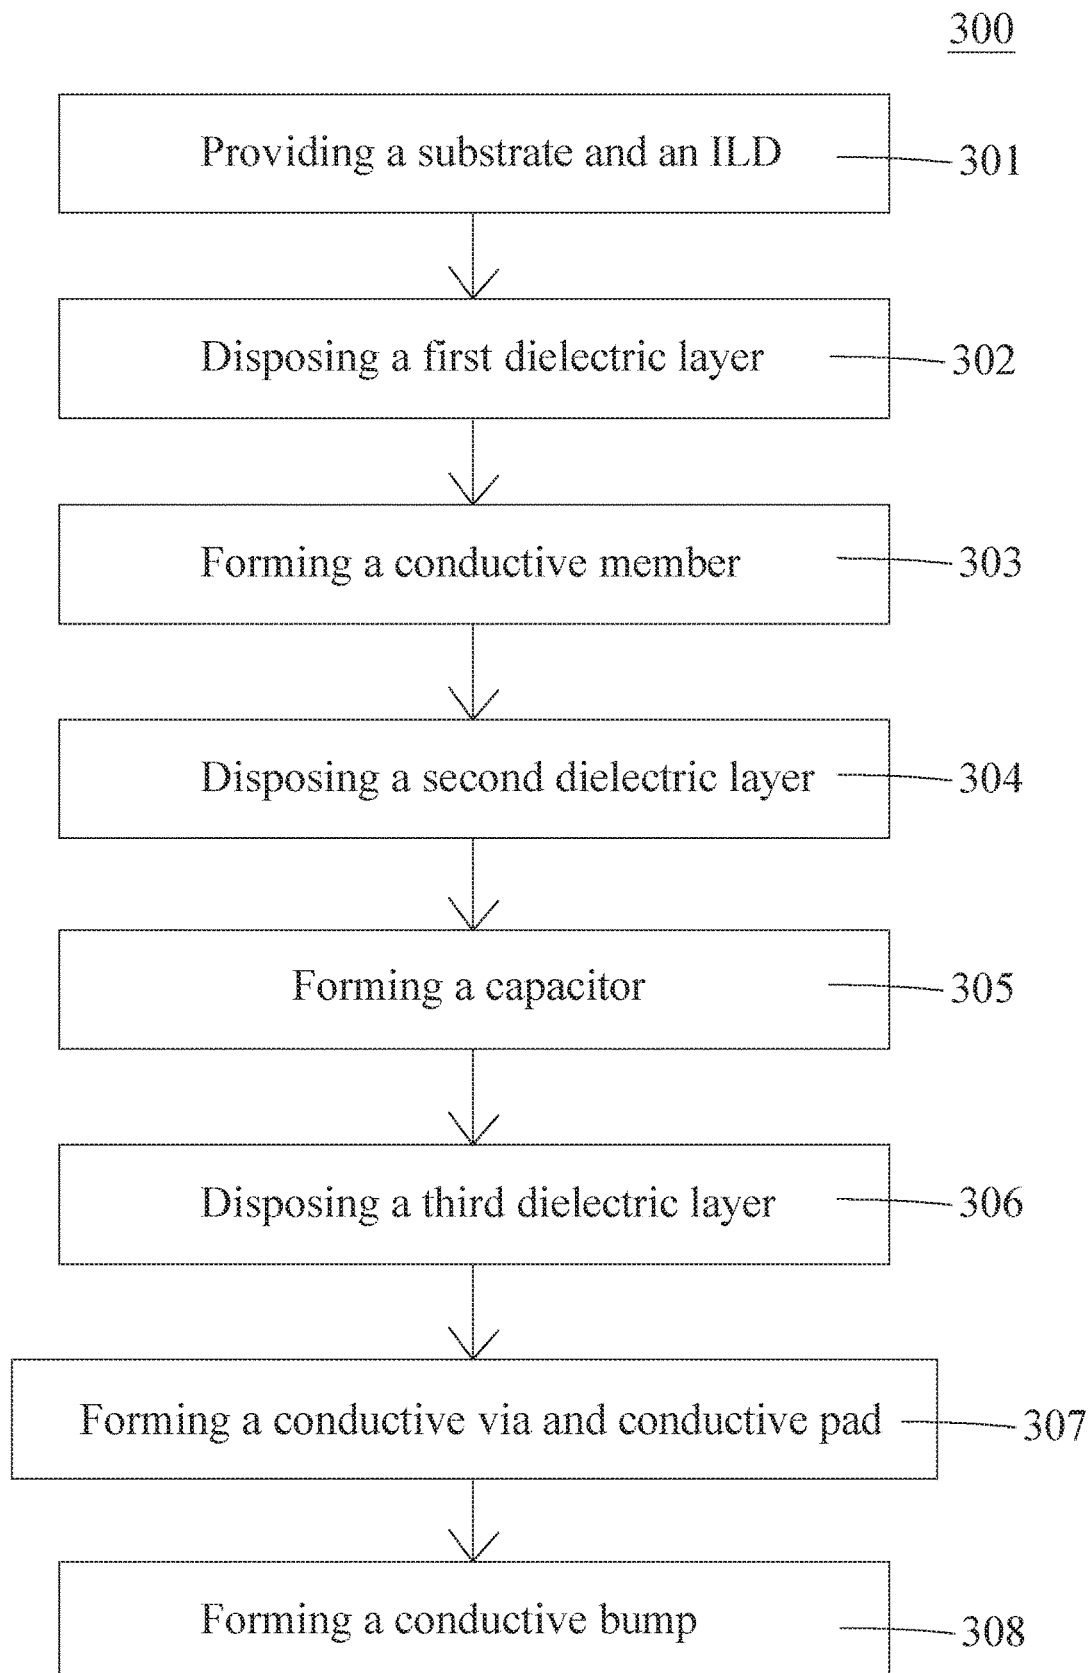 300
Providing a substrate and an ILD 301
Disposing a first dielectric layer 302
Forming a conductive member 303
Disposing a second dielectric layer 304
Forming a capacitor 305
Disposing a third dielectric layer 306
Forming a conductive via and conductive pad 307
Forming a conductive bump 308